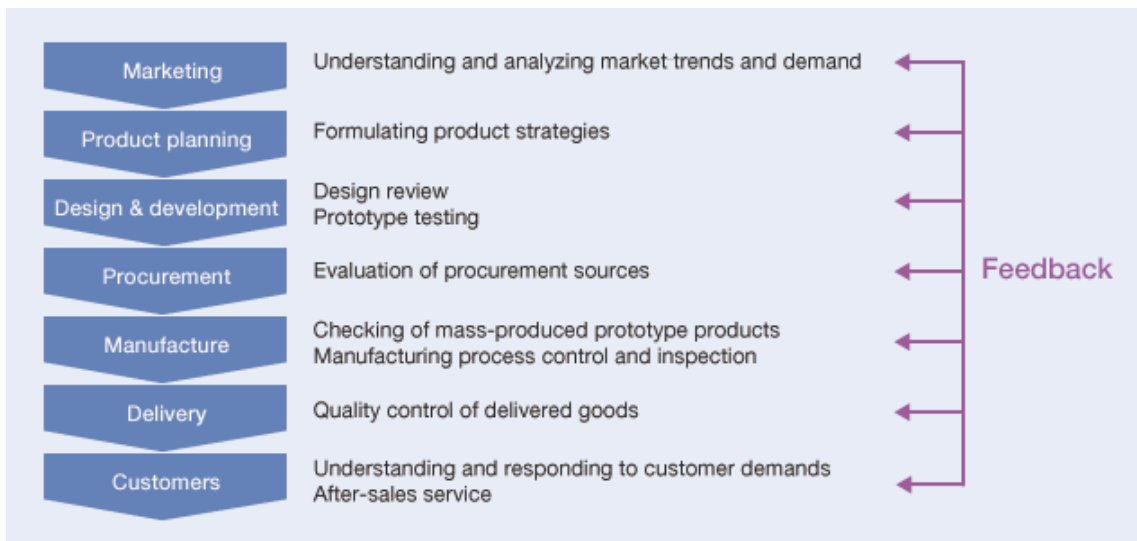 Marketing
Understanding and analyzing market trends and demand
Product planning
Formulating product strategies
Design & development
Design review
Prototype testing
Procurement
Evaluation of procurement sources
Feedback
Manufacture
Checking of mass-produced prototype products
Manufacturing process control and inspection
Delivery
Quality control of delivered goods
Customers
Understanding and responding to customer demands
After-sales service